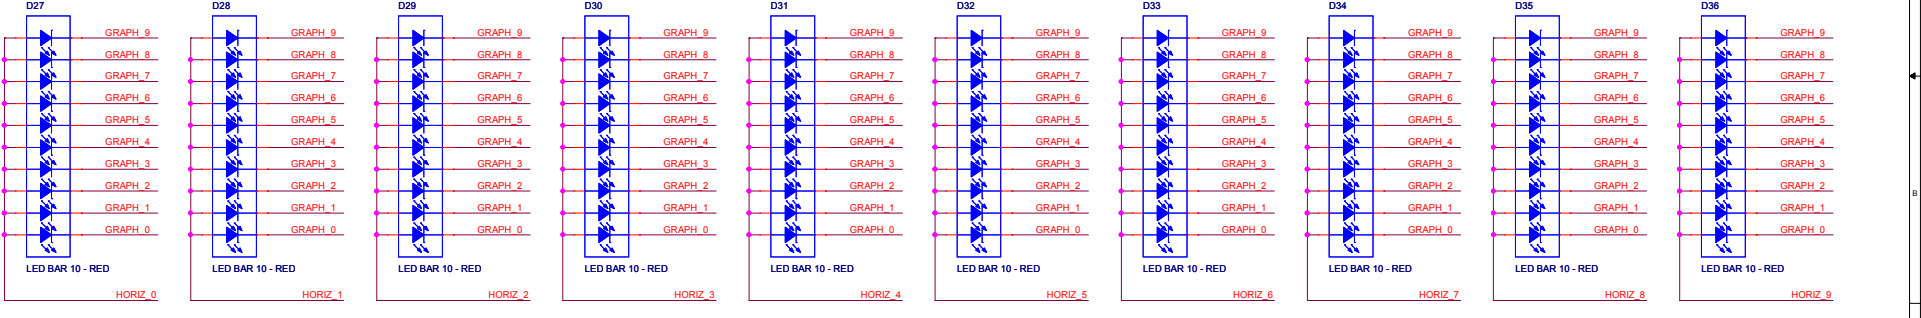 D27 D28 D29 D30 D31 D32 D33 D34 D35 D36
GRAPH_9 GRAPH_9 GRAPH_9 GRAPH_9 GRAPH_9 GRAPH_9 GRAPH_9 GRAPH_9 GRAPH_9 GRAPH_9
GRAPH_8 GRAPH_8 GRAPH_8 GRAPH_8 GRAPH_8 GRAPH_8 GRAPH_8 GRAPH_8 GRAPH_8 GRAPH_8
GRAPH_7 GRAPH_7 GRAPH_7 GRAPH_7 GRAPH_7 GRAPH_7 GRAPH_7 GRAPH_7 GRAPH_7 GRAPH_7
GRAPH_6 GRAPH_6 GRAPH_6 GRAPH_6 GRAPH_6 GRAPH_6 GRAPH_6 GRAPH_6 GRAPH_6 GRAPH_6
GRAPH_5 GRAPH_5 GRAPH_5 GRAPH_5 GRAPH_5 GRAPH_5 GRAPH_5 GRAPH_5 GRAPH_5 GRAPH_5
GRAPH_4 GRAPH_4 GRAPH_4 GRAPH_4 GRAPH_4 GRAPH_4 GRAPH_4 GRAPH_4 GRAPH_4 GRAPH_4
GRAPH_3 GRAPH_3 GRAPH_3 GRAPH_3 GRAPH_3 GRAPH_3 GRAPH_3 GRAPH_3 GRAPH_3 GRAPH_3
GRAPH_2 GRAPH_2 GRAPH_2 GRAPH_2 GRAPH_2 GRAPH_2 GRAPH_2 GRAPH_2 GRAPH_2 GRAPH_2 B
GRAPH_1 GRAPH_1 GRAPH_1 GRAPH_1 GRAPH_1 GRAPH_1 GRAPH_1 GRAPH_1 GRAPH_1 GRAPH_1
GRAPH_0 GRAPH_0 GRAPH_0 GRAPH_0 GRAPH_0 GRAPH_0 GRAPH_0 GRAPH_0 GRAPH_0 GRAPH_0
LED BAR 10 - RED LED BAR 10 - RED LED BAR 10 - RED LED BAR 10 - RED LED BAR 10 - RED LED BAR 10 - RED LED BAR 10 - RED LED BAR 10 - RED LED BAR 10 - RED LED BAR 10 - RED
HORIZ_0 HORIZ_1 HORIZ_2 HORIZ_3 HORIZ_4 HORIZ_5 HORIZ_6 HORIZ_7 HORIZ_8 HORIZ_9